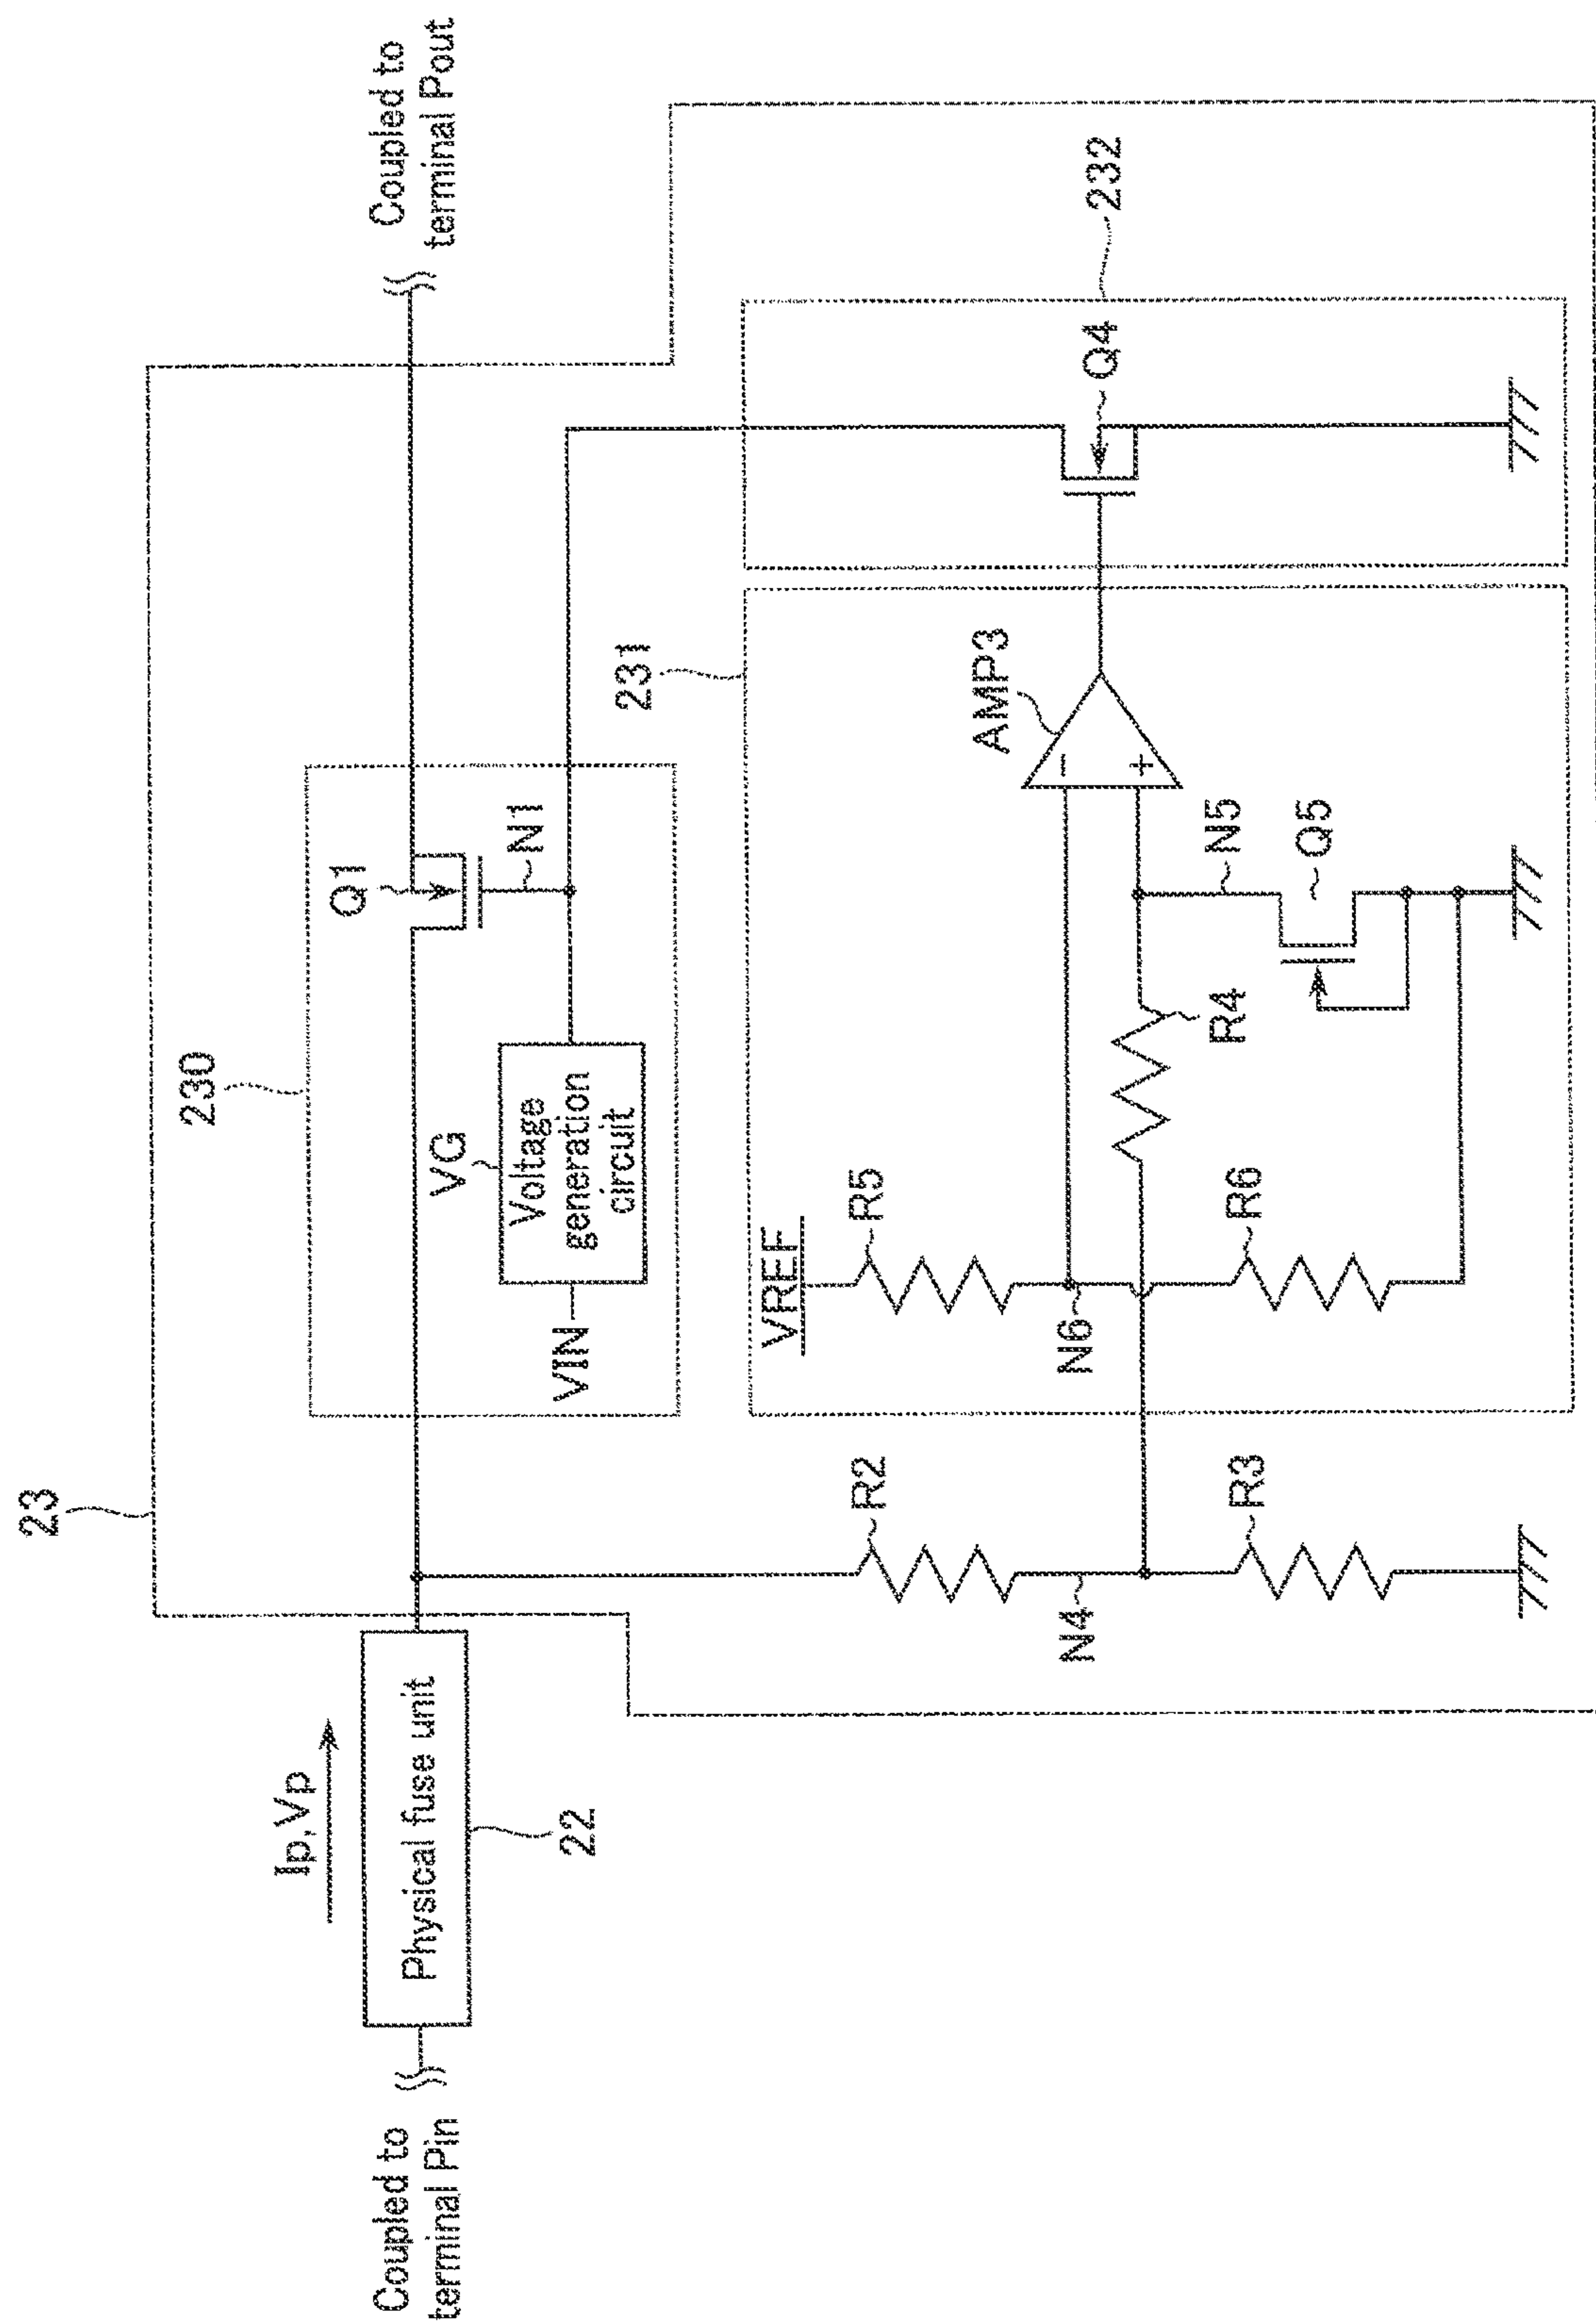 23
Coupled to
terminal Pin
Ip,Vp
Physical fuse unit
22
230
Q1
Coupled to
terminal Pout
VG
Voltage
generation
circuit
VIN
N1
231
232
VREF
R2
R5
AMP3
N4
N6
−
+
Q4
R3
R6
R4
N5
Q5